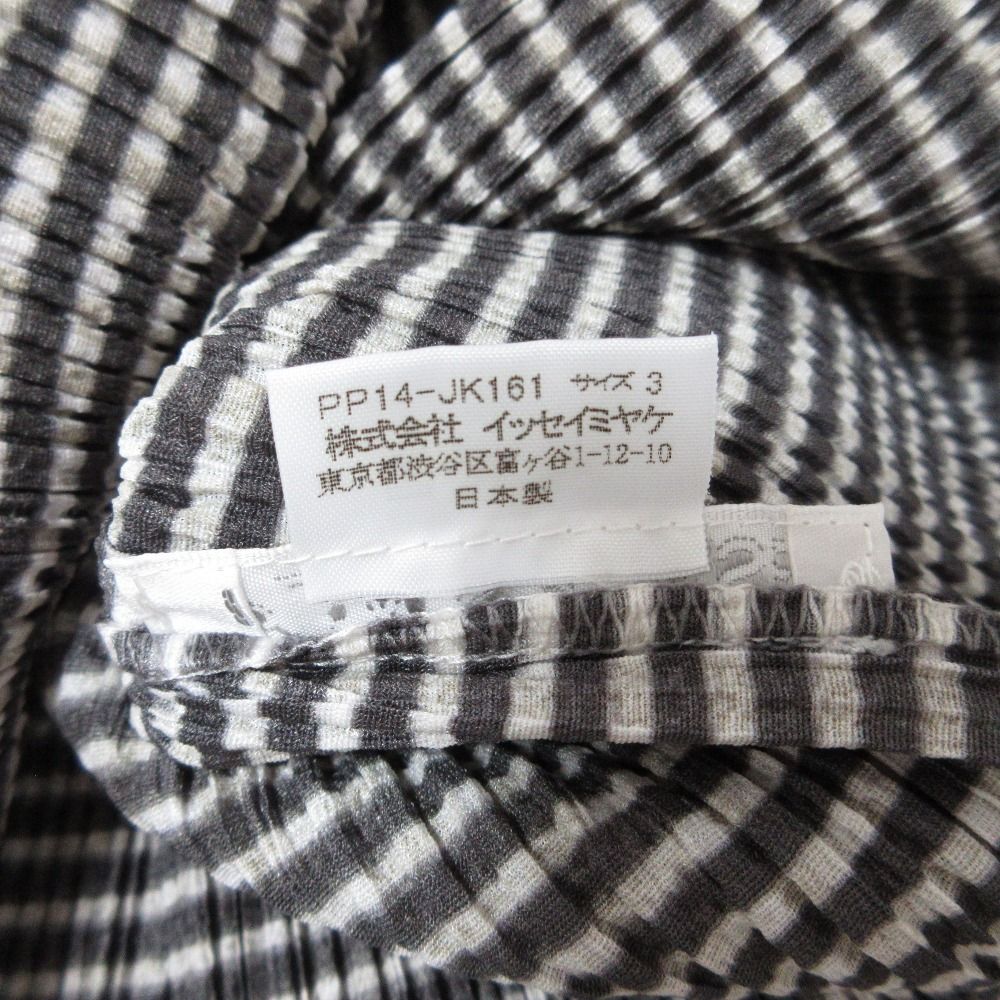 PP14-JK161 サイズ 3
株式会社 イッセイミヤケ
東京都渋谷区富ヶ谷1-12-10
日本製